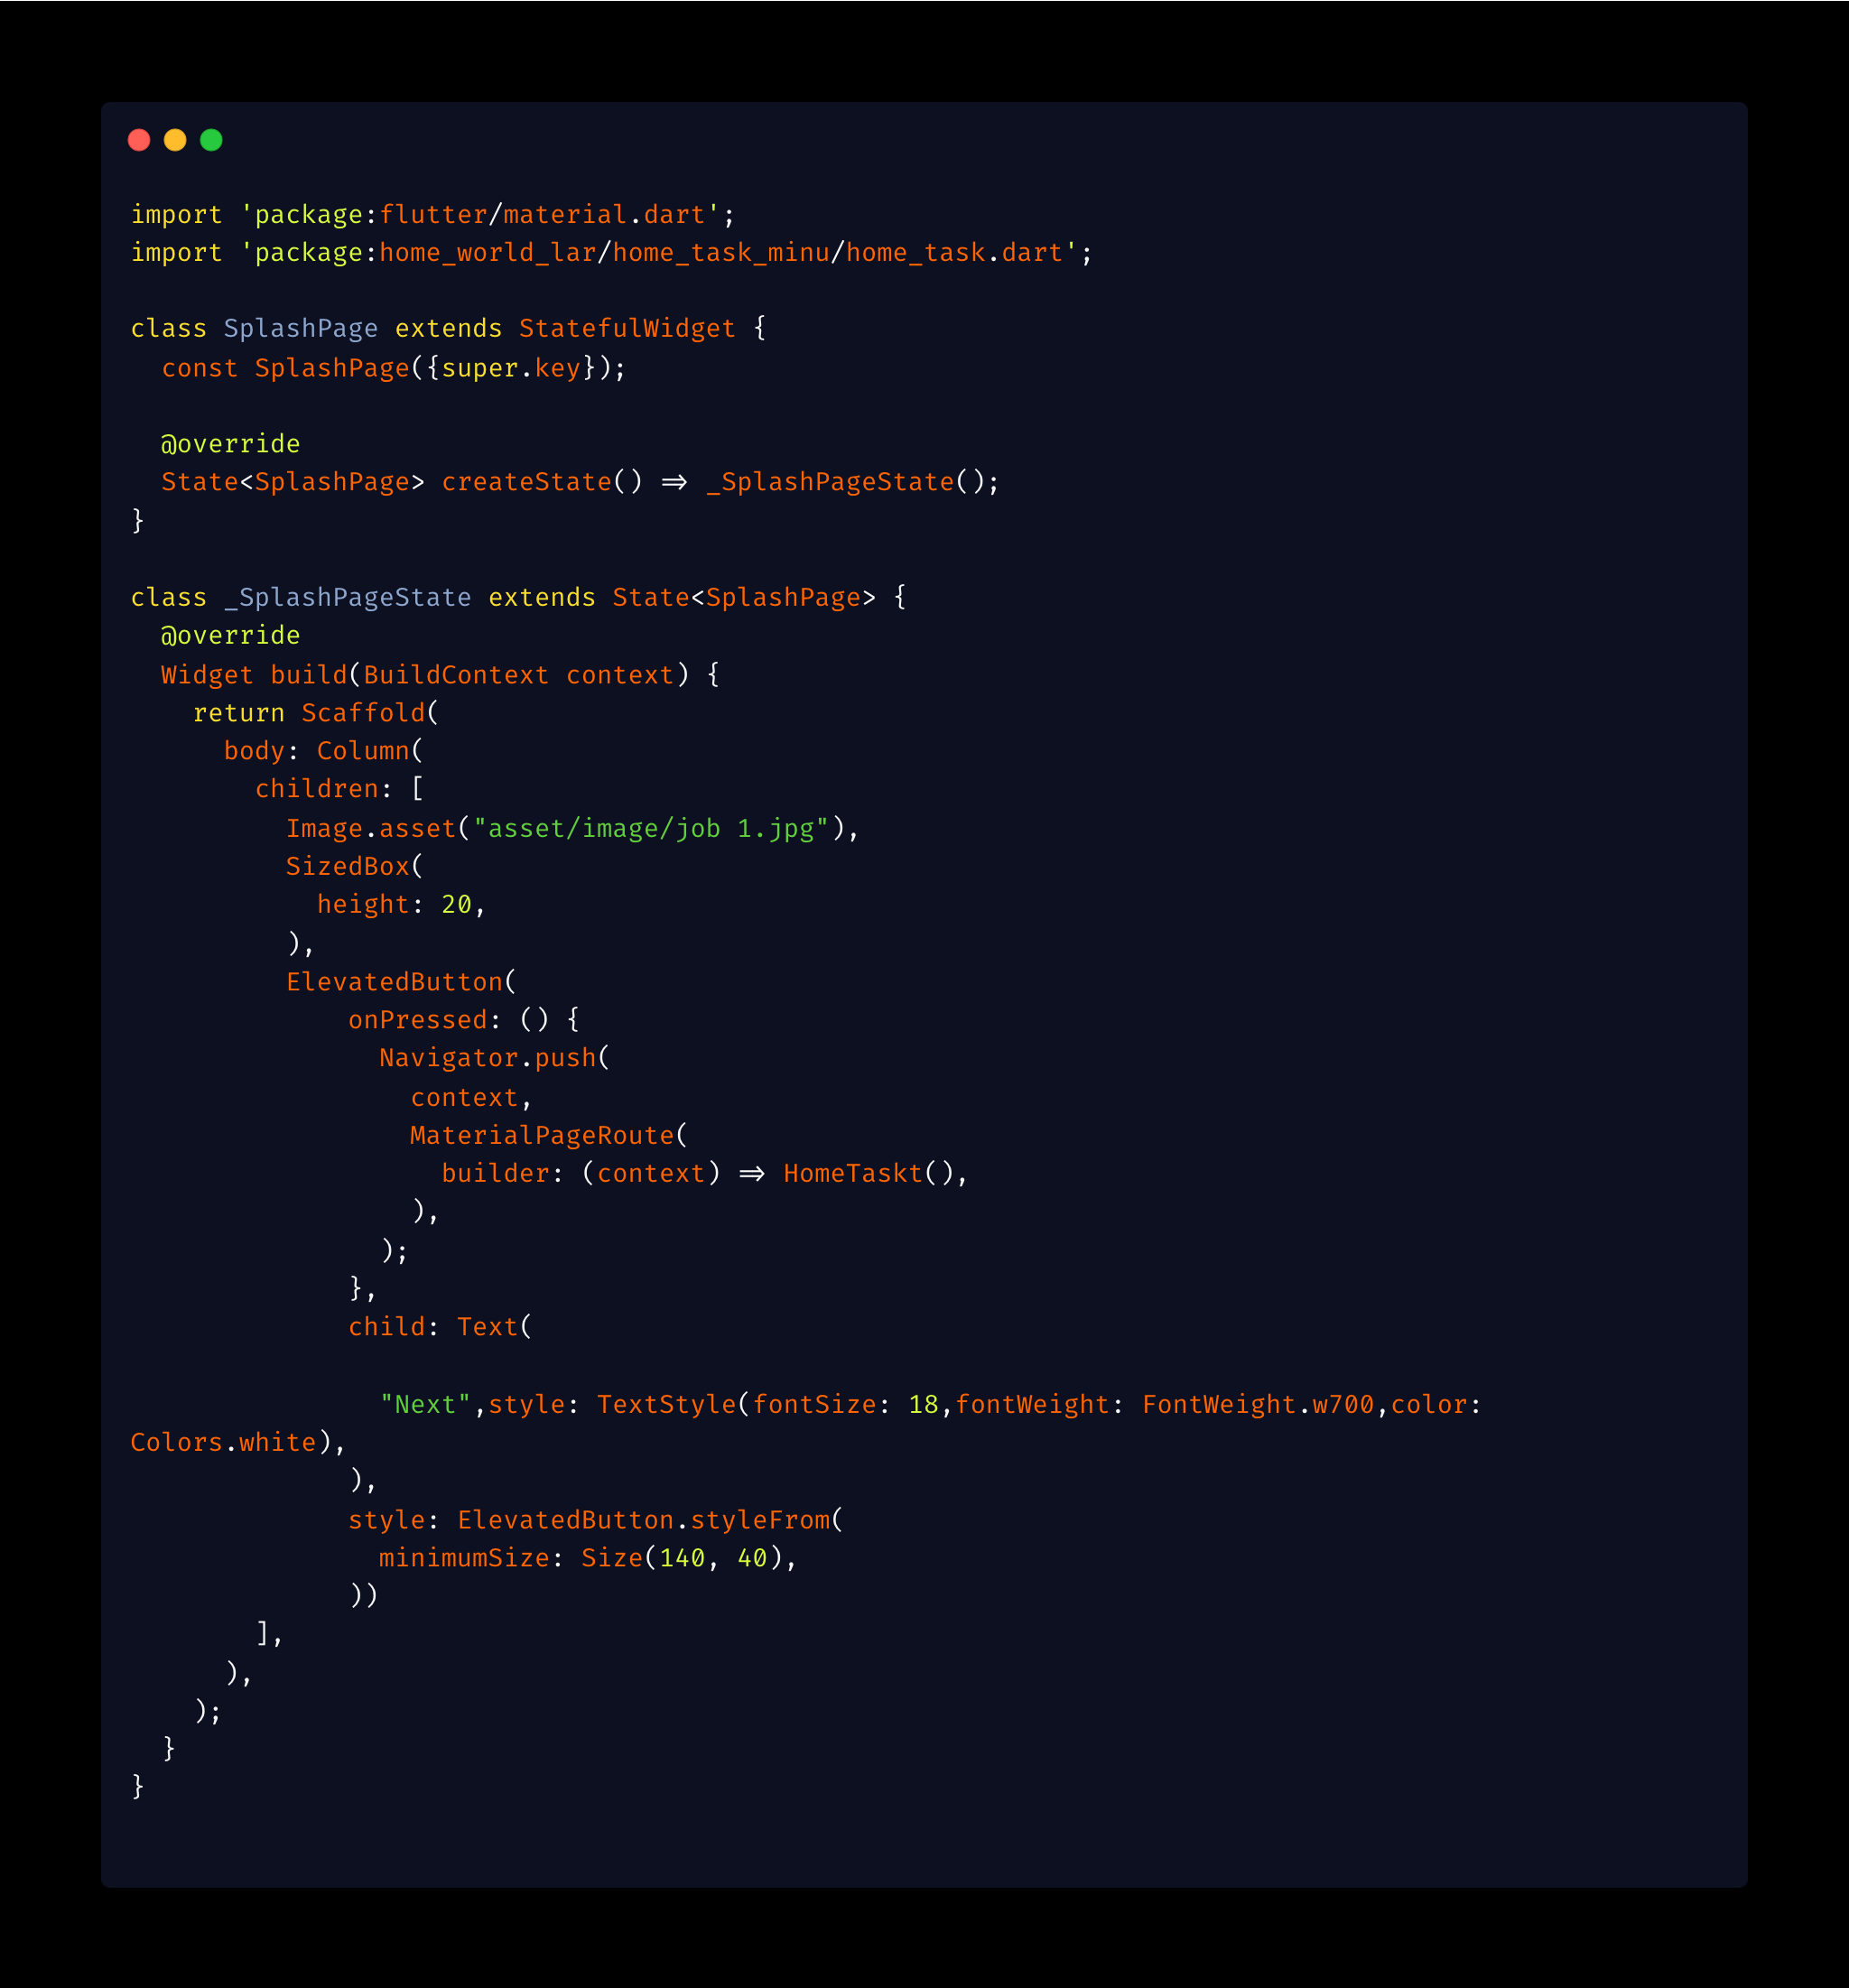 import 'package:flutter/material.dart';
import 'package:home_world_lar/home_task_minu/home_task.dart';

class SplashPage extends StatefulWidget {
  const SplashPage({super.key});

  @override
  State<SplashPage> createState() => _SplashPageState();
}

class _SplashPageState extends State<SplashPage> {
  @override
  Widget build(BuildContext context) {
    return Scaffold(
      body: Column(
        children: [
          Image.asset("asset/image/job 1.jpg"),
          SizedBox(
            height: 20,
          ),
          ElevatedButton(
              onPressed: () {
                Navigator.push(
                  context,
                  MaterialPageRoute(
                    builder: (context) => HomeTaskt(),
                  ),
                );
              },
              child: Text(

                "Next",style: TextStyle(fontSize: 18,fontWeight: FontWeight.w700,color:
Colors.white),
              ),
              style: ElevatedButton.styleFrom(
                minimumSize: Size(140, 40),
              ))
        ],
      ),
    );
  }
}